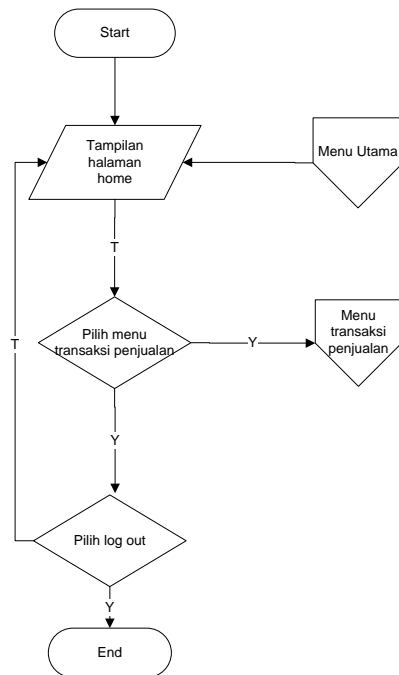 Start
Tampilan
halaman
home
Menu Utama
T
Pilih menu
transaksi penjualan
Y
Menu
transaksi
penjualan
T
Y
Pilih log out
Y
End